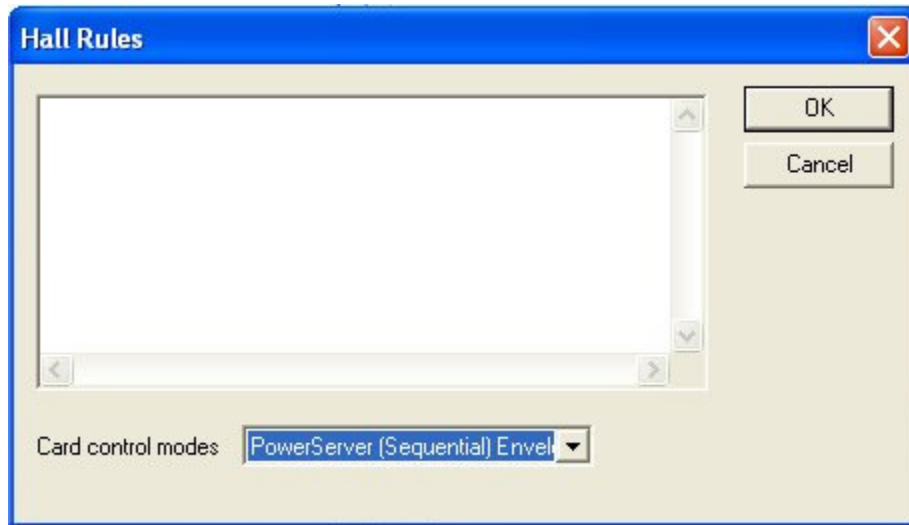 Hall Rules
OK
Cancel
Card control modes PowerServer (Sequential) Envel